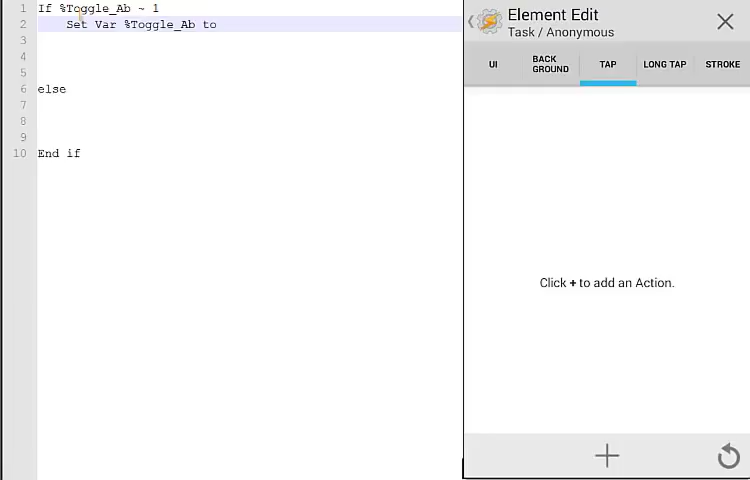 1 If %Toggle_Ab ~ 1
2 Set Var %Toggle_Ab to
3
4
5
6 else
7
8
9
10 End if
Element Edit
Task / Anonymous
UI
BACK
GROUND
TAP
LONG TAP
STROKE
Click + to add an Action.